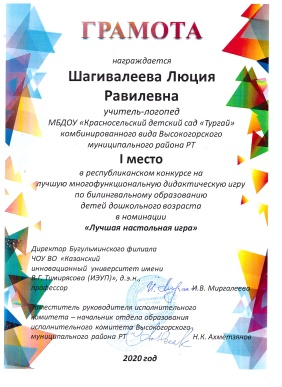 ГРАМОТА
награждается
Шагивалеева Люция
Равилевна
учитель-логопед
МБДОУ «Красносельский детский сад «Тургай»
комбинированного вида Высокогорского
муниципального района РТ
I место
в республиканском конкурсе на
лучшую многофункциональную дидактическую игру
по билингвальному образованию
детей дошкольного возраста
в номинации
«Лучшая настольная игра»
Директор Бугульминского филиала
ЧОУ ВО «Казанский
инновационный университет имени
В.Г. Тимирясова (ИЭУП)», д.э.н.,
профессор И.В. Миргалеева
Заместитель руководителя исполнительного
комитета – начальник отдела образования
исполнительного комитета Высокогорского
муниципального района РТ Н.К. Ахметзянов
2020 год